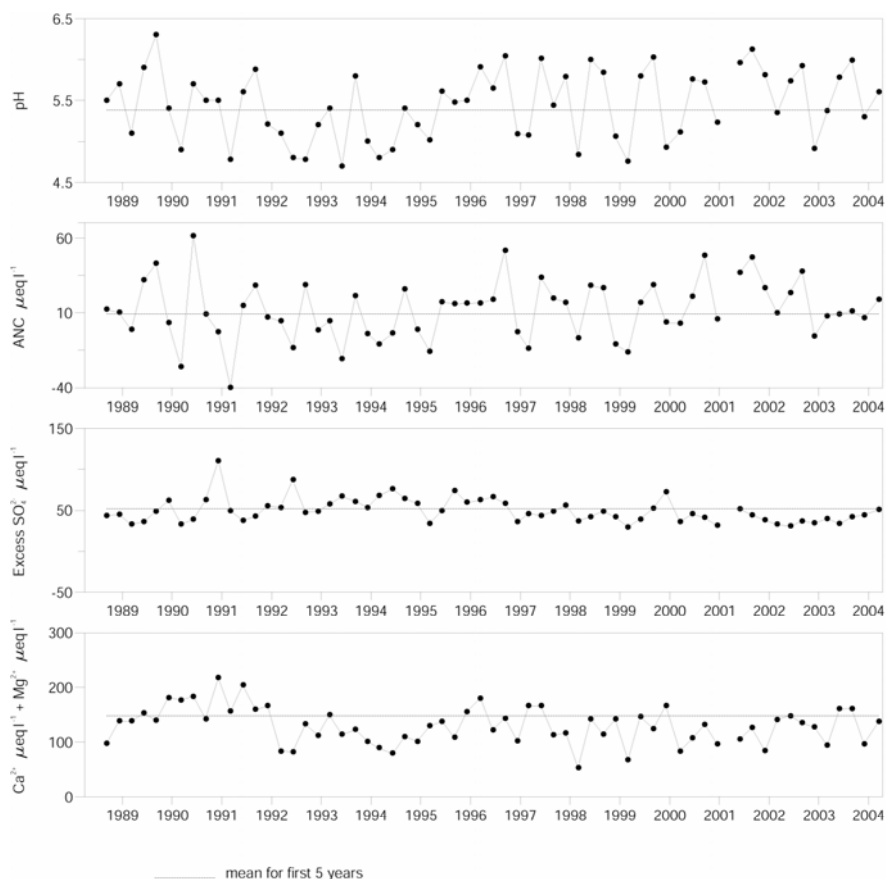 6.5
5.5
4.5
pH
1989 1990 1991 1992 1993 1994 1995 1996 1997 1998 1999 2000 2001 2002 2003 2004
60
10
-40
ANC μeq l⁻¹
1989 1990 1991 1992 1993 1994 1995 1996 1997 1998 1999 2000 2001 2002 2003 2004
150
50
-50
Excess SO₄²⁻ μeq l⁻¹
1989 1990 1991 1992 1993 1994 1995 1996 1997 1998 1999 2000 2001 2002 2003 2004
300
200
100
0
Ca²⁺ μeq l⁻¹ + Mg²⁺ μeq l⁻¹
1989 1990 1991 1992 1993 1994 1995 1996 1997 1998 1999 2000 2001 2002 2003 2004
mean for first 5 years